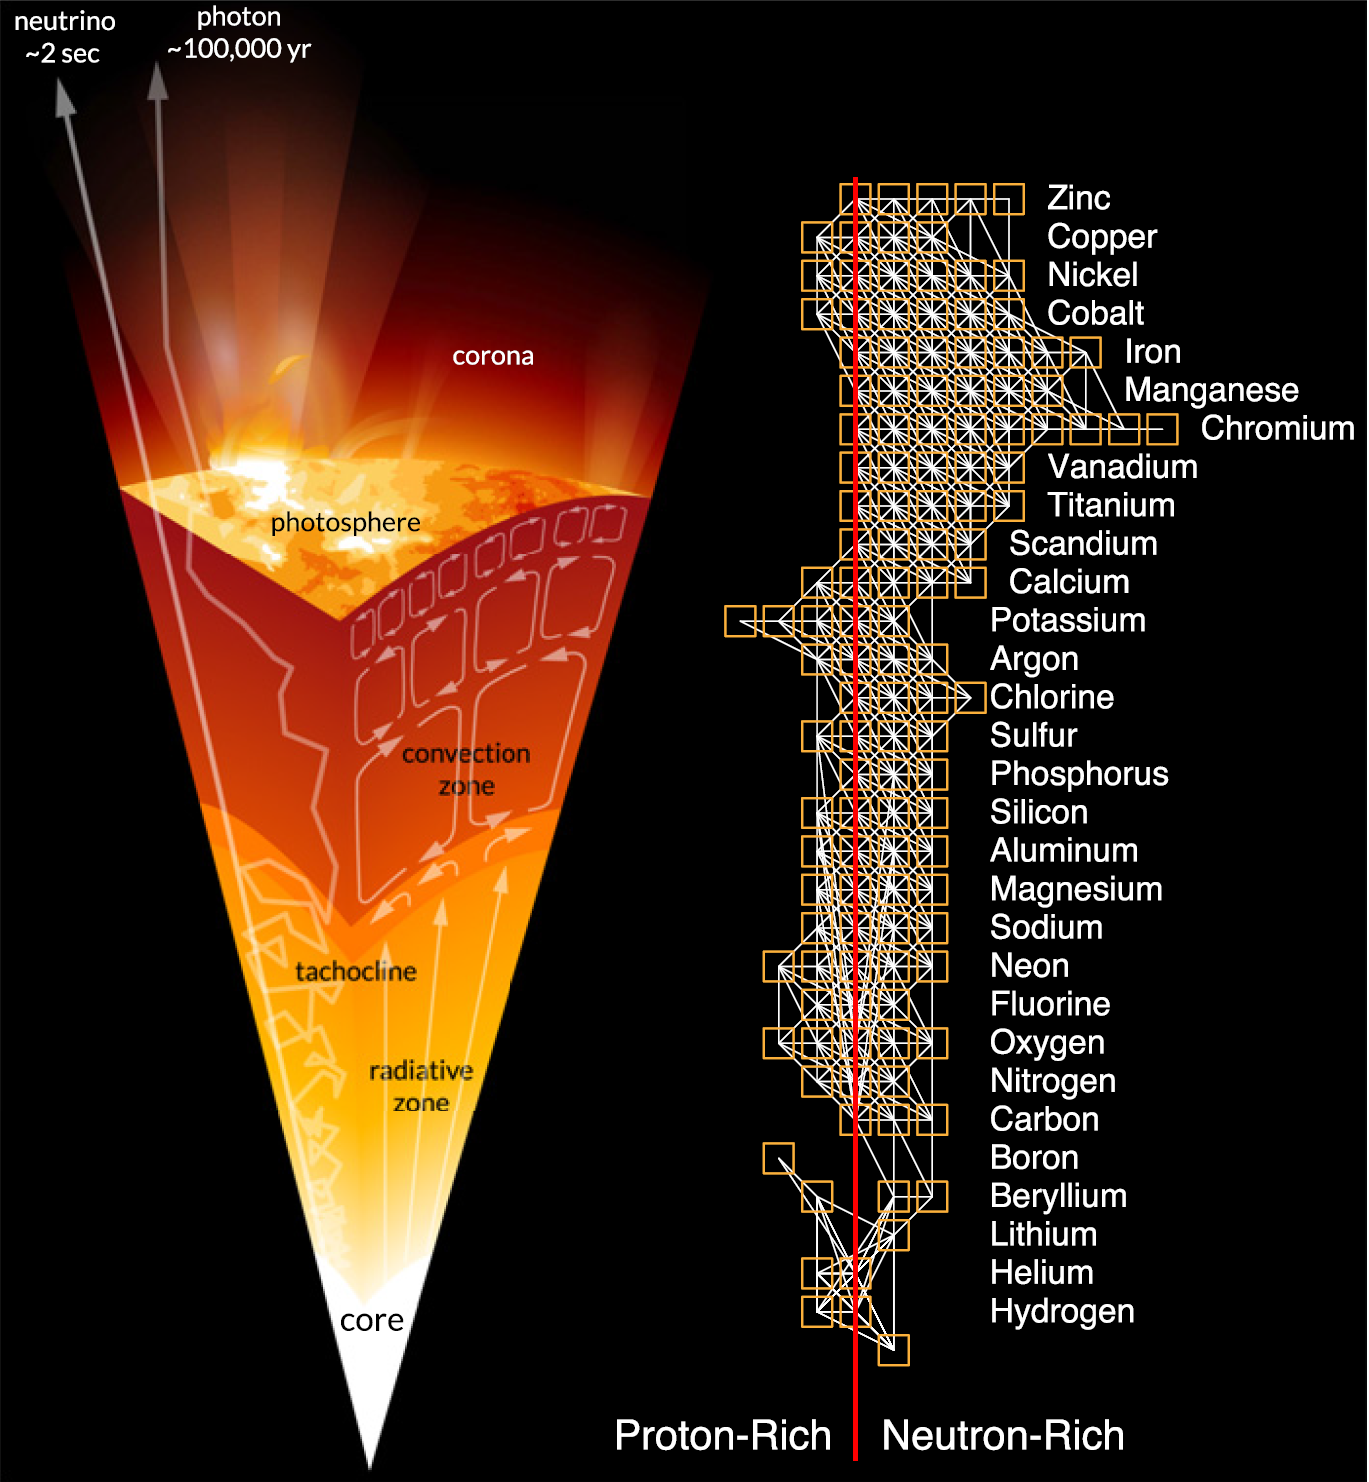 neutrino
~2 sec
photon
~100,000 yr
corona
photosphere
convection
zone
tachocline
radiative
zone
core
Zinc
Copper
Nickel
Cobalt
Iron
Manganese
Chromium
Vanadium
Titanium
Scandium
Calcium
Potassium
Argon
Chlorine
Sulfur
Phosphorus
Silicon
Aluminum
Magnesium
Sodium
Neon
Fluorine
Oxygen
Nitrogen
Carbon
Boron
Beryllium
Lithium
Helium
Hydrogen
Proton-Rich
Neutron-Rich